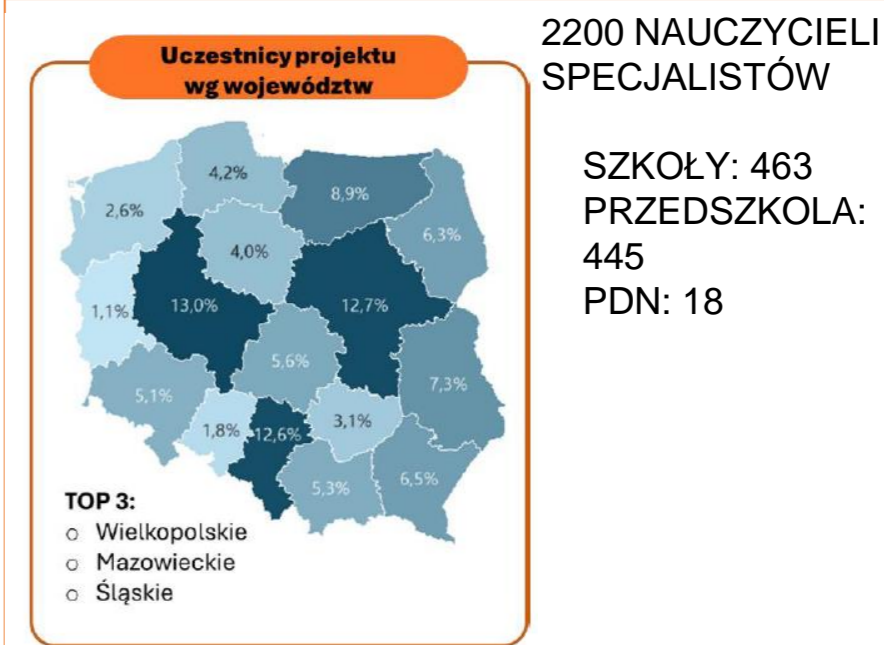 Uczestnicy projektu
wg województw
4,2%
8,9%
2,6%
6,3%
4,0%
1,1%
13,0%
12,7%
5,6%
7,3%
5,1%
1,8%
12,6%
3,1%
5,3%
6,5%
TOP 3:
○ Wielkopolskie
○ Mazowieckie
○ Śląskie
2200 NAUCZYCIELI
SPECJALISTÓW
SZKOŁY: 463
PRZEDSZKOLA:
445
PDN: 18